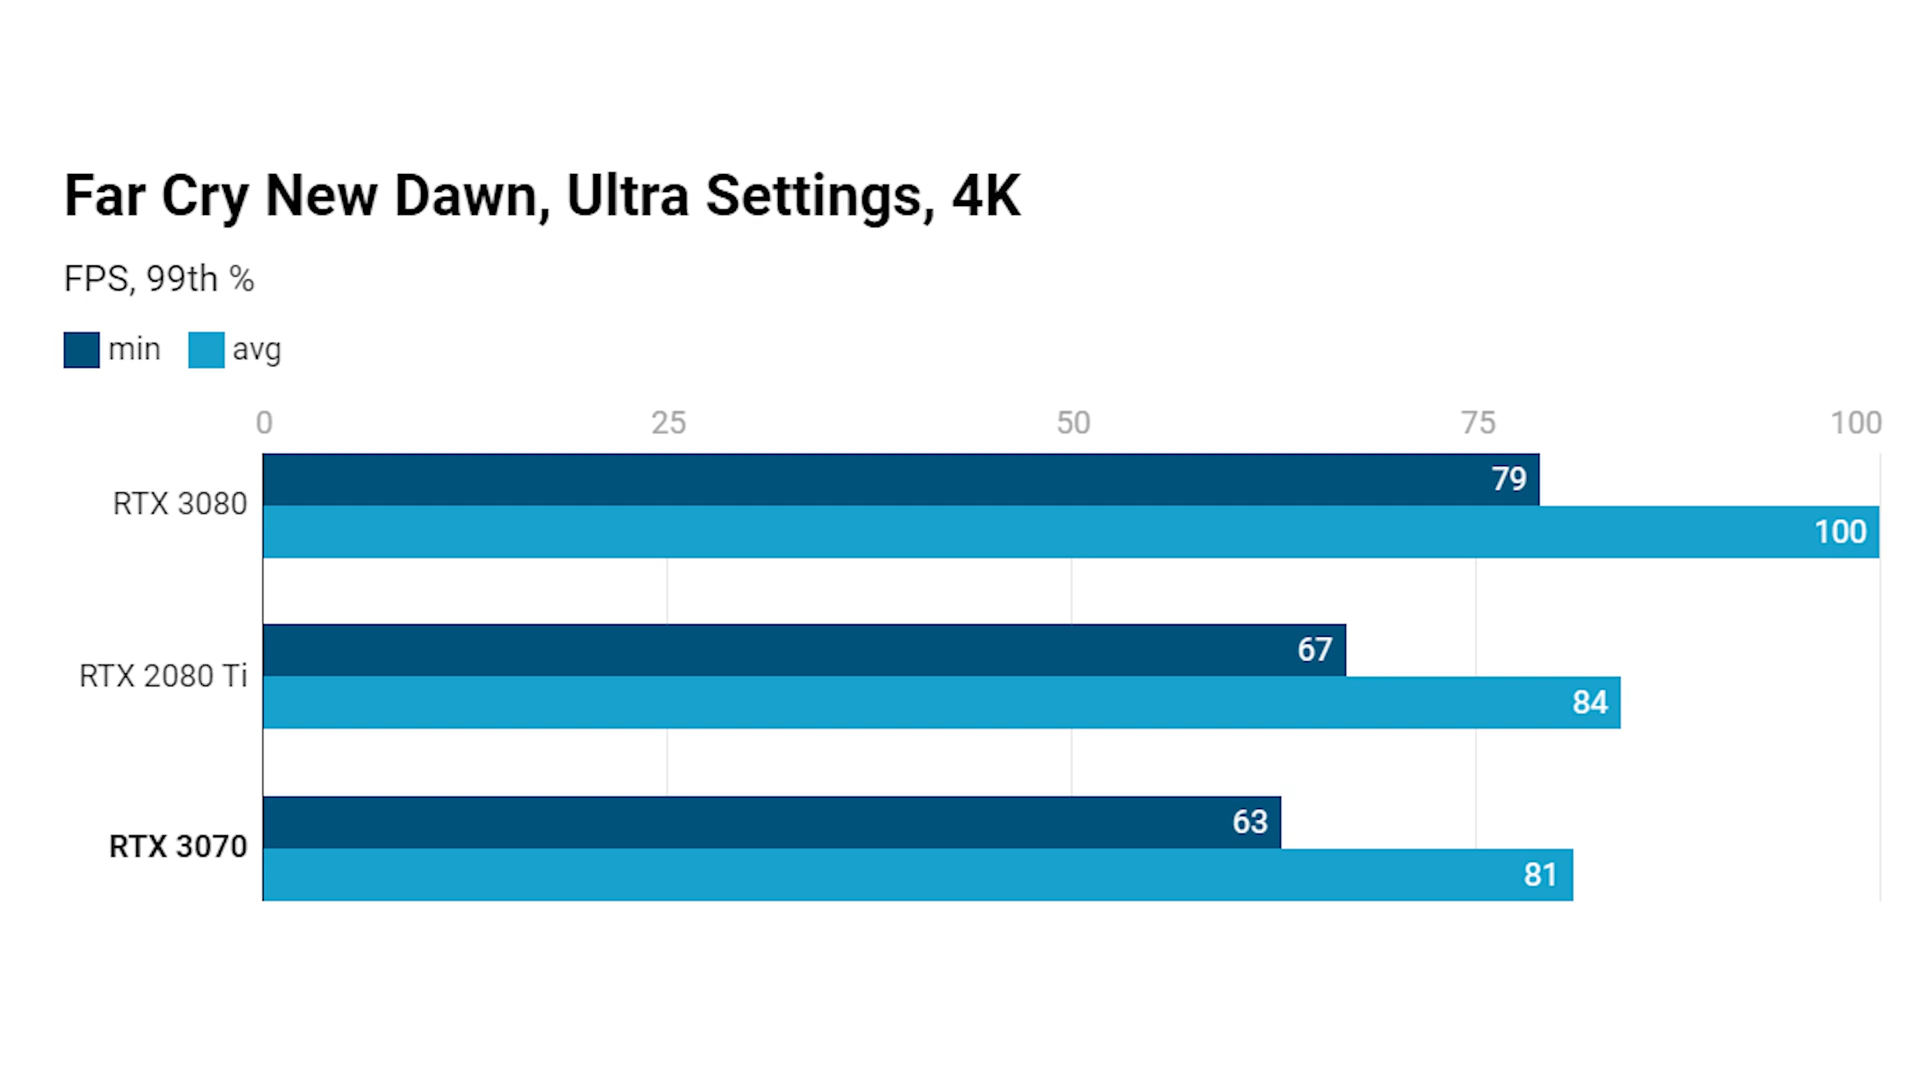 Far Cry New Dawn, Ultra Settings, 4K
FPS, 99th %
min avg
0 25 50 75 100
RTX 3080 79 100
RTX 2080 Ti 67 84
RTX 3070 63 81